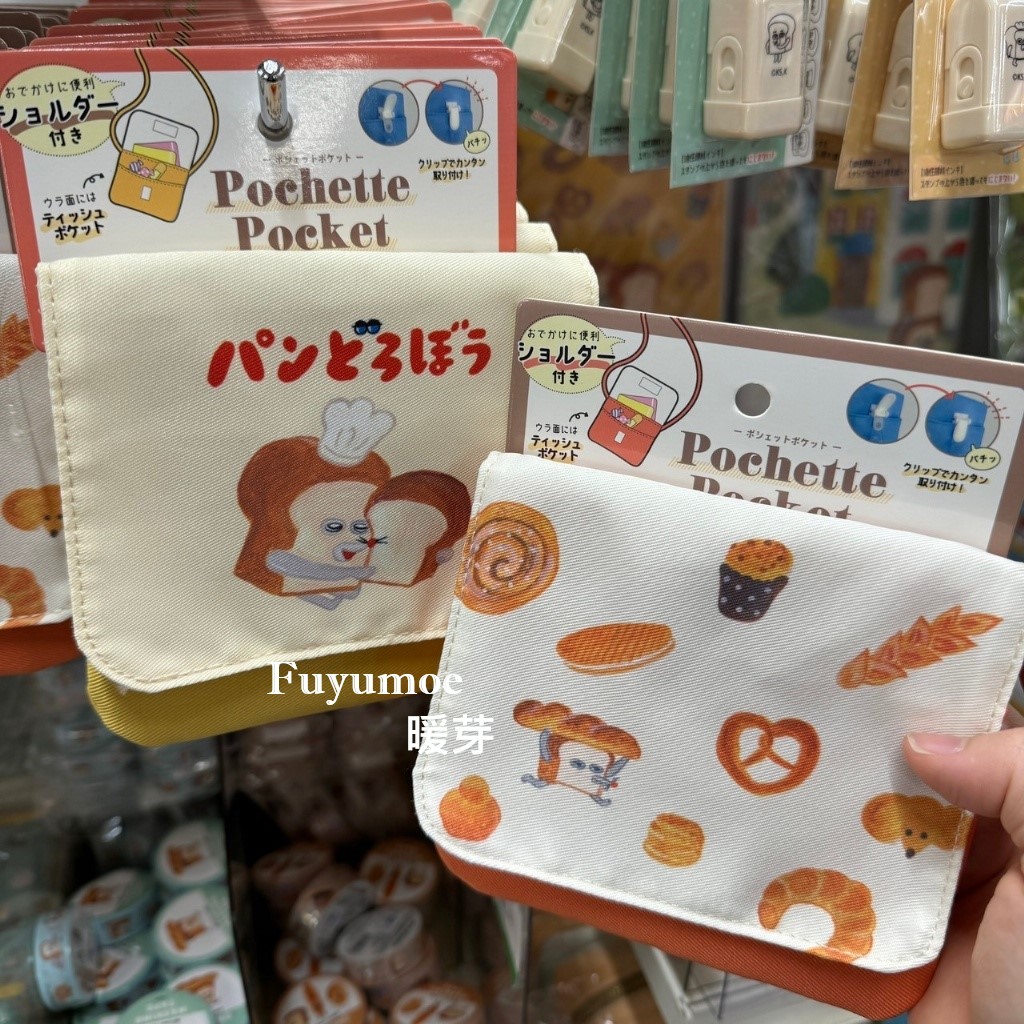 おでかけに便利
ショルダー
付き
ウラ面には
ティッシュ
ポケット
ポシェットポケット
Pochette
Pocket
パチッ
クリップでカンタン
取り付け!
パンどろぼう
おでかけに便利
ショルダー
付き
ウラ面には
ティッシュ
ポケット
ポシェットポケット
Pochette
Pocket
パチッ
クリップでカンタン
取り付け!
Fuyumoe
暖芽